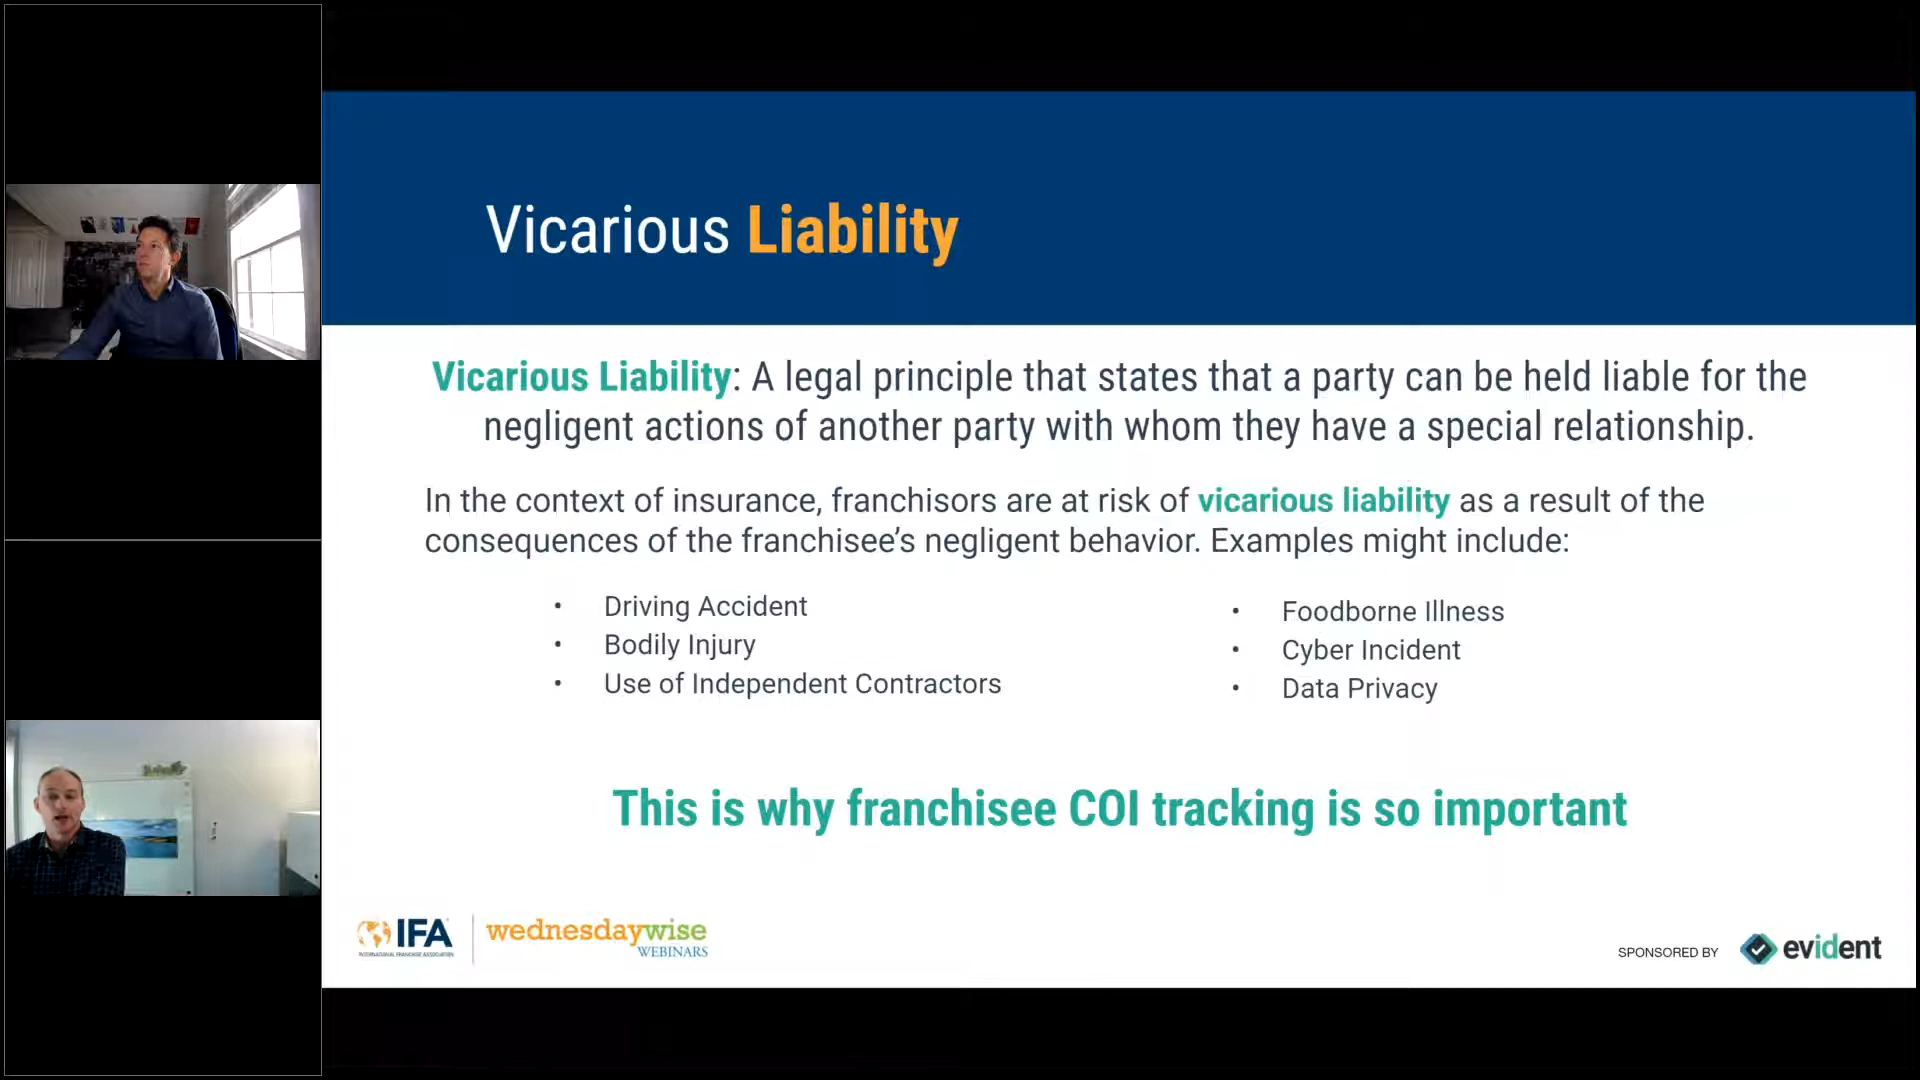 Vicarious Liability
Vicarious Liability: A legal principle that states that a party can be held liable for the
negligent actions of another party with whom they have a special relationship.
In the context of insurance, franchisors are at risk of vicarious liability as a result of the
consequences of the franchisee’s negligent behavior. Examples might include:
• Driving Accident
• Bodily Injury
• Use of Independent Contractors
• Foodborne Illness
• Cyber Incident
• Data Privacy
This is why franchisee COI tracking is so important
IFA
INTERNATIONAL FRANCHISE ASSOCIATION
wednesdaywise
WEBINARS
SPONSORED BY
evident